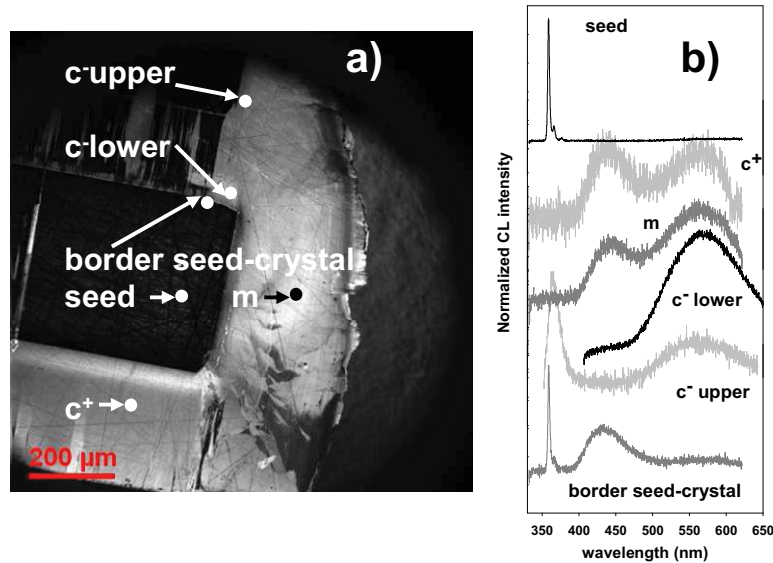 a)
c-upper
c-lower
border seed-crystal
seed
m
c+
200 µm
b)
seed
c+
m
c- lower
c- upper
border seed-crystal
Normalized CL intensity
350 400 450 500 550 600 650
wavelength (nm)